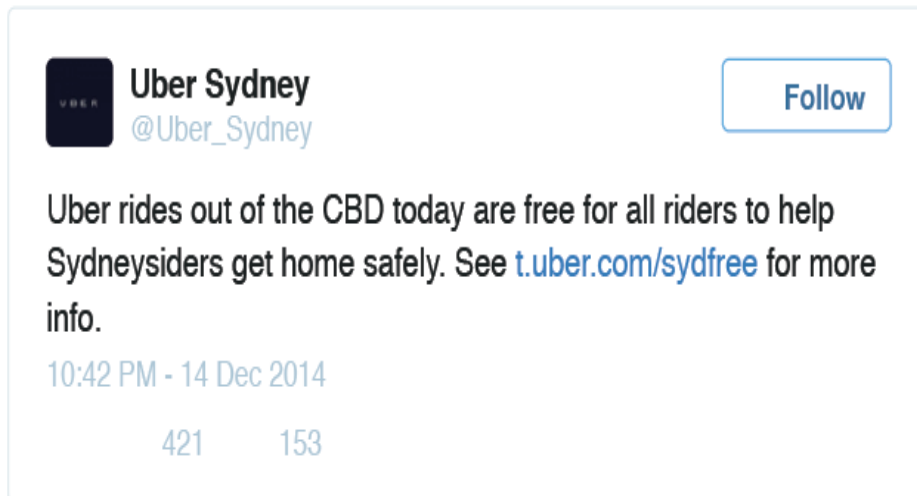 UBER
Uber Sydney
@Uber_Sydney
Follow
Uber rides out of the CBD today are free for all riders to help
Sydneysiders get home safely. See t.uber.com/sydfree for more
info.
10:42 PM - 14 Dec 2014
421 153